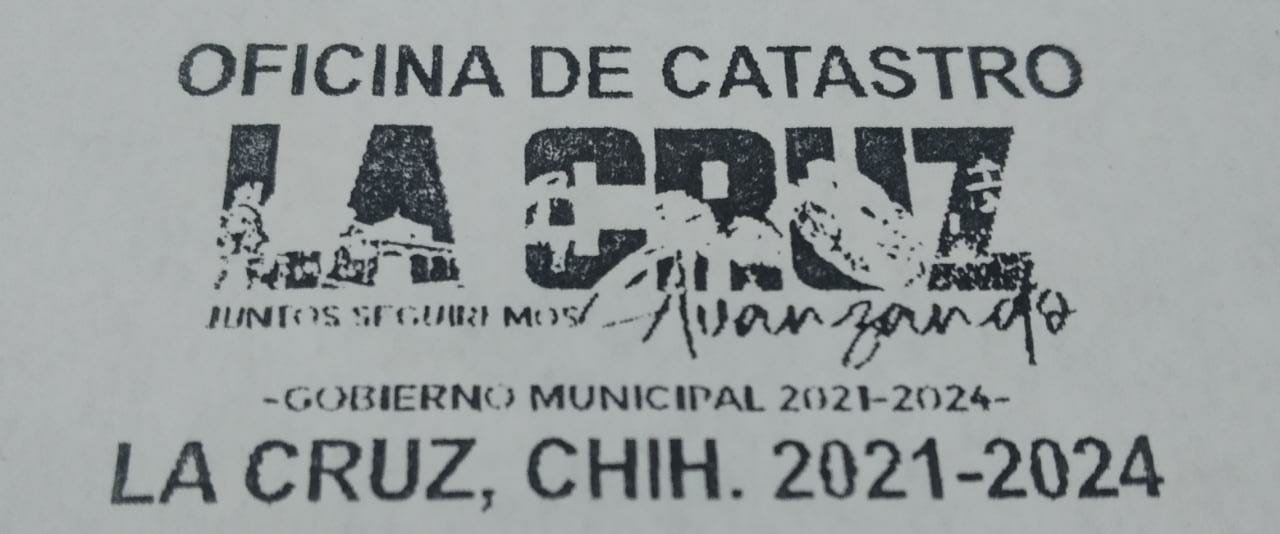 OFICINA DE CATASTRO
LA CRUZ
JUNTOS SEGUIREMOS Avanzando
-GOBIERNO MUNICIPAL 2021-2024-
LA CRUZ, CHIH. 2021-2024